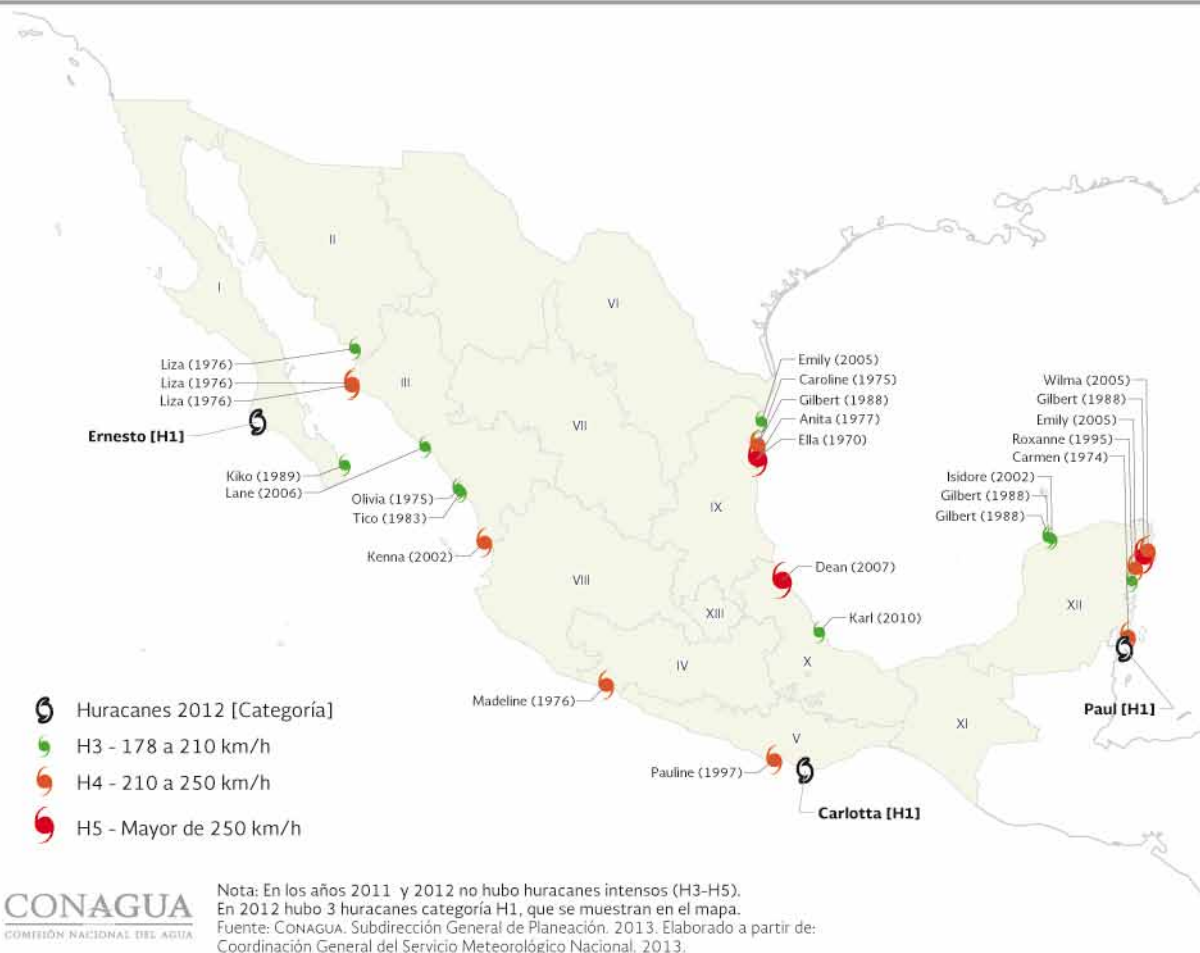 II
I
VI
III
VII
IX
VIII
XIII
IV
X
V
XI
XII
Liza (1976)
Liza (1976)
Liza (1976)
Ernesto [H1]
Kiko (1989)
Lane (2006)
Olivia (1975)
Tico (1983)
Kenna (2002)
Madeline (1976)
Pauline (1997)
Carlotta [H1]
Emily (2005)
Caroline (1975)
Gilbert (1988)
Anita (1977)
Ella (1970)
Dean (2007)
Karl (2010)
Wilma (2005)
Gilbert (1988)
Emily (2005)
Roxanne (1995)
Carmen (1974)
Isidore (2002)
Gilbert (1988)
Gilbert (1988)
Paul [H1]
Huracanes 2012 [Categoría]
H3 - 178 a 210 km/h
H4 - 210 a 250 km/h
H5 - Mayor de 250 km/h
CONAGUA
COMISIÓN NACIONAL DEL AGUA
Nota: En los años 2011 y 2012 no hubo huracanes intensos (H3-H5).
En 2012 hubo 3 huracanes categoría H1, que se muestran en el mapa.
Fuente: CONAGUA. Subdirección General de Planeación. 2013. Elaborado a partir de:
Coordinación General del Servicio Meteorológico Nacional. 2013.